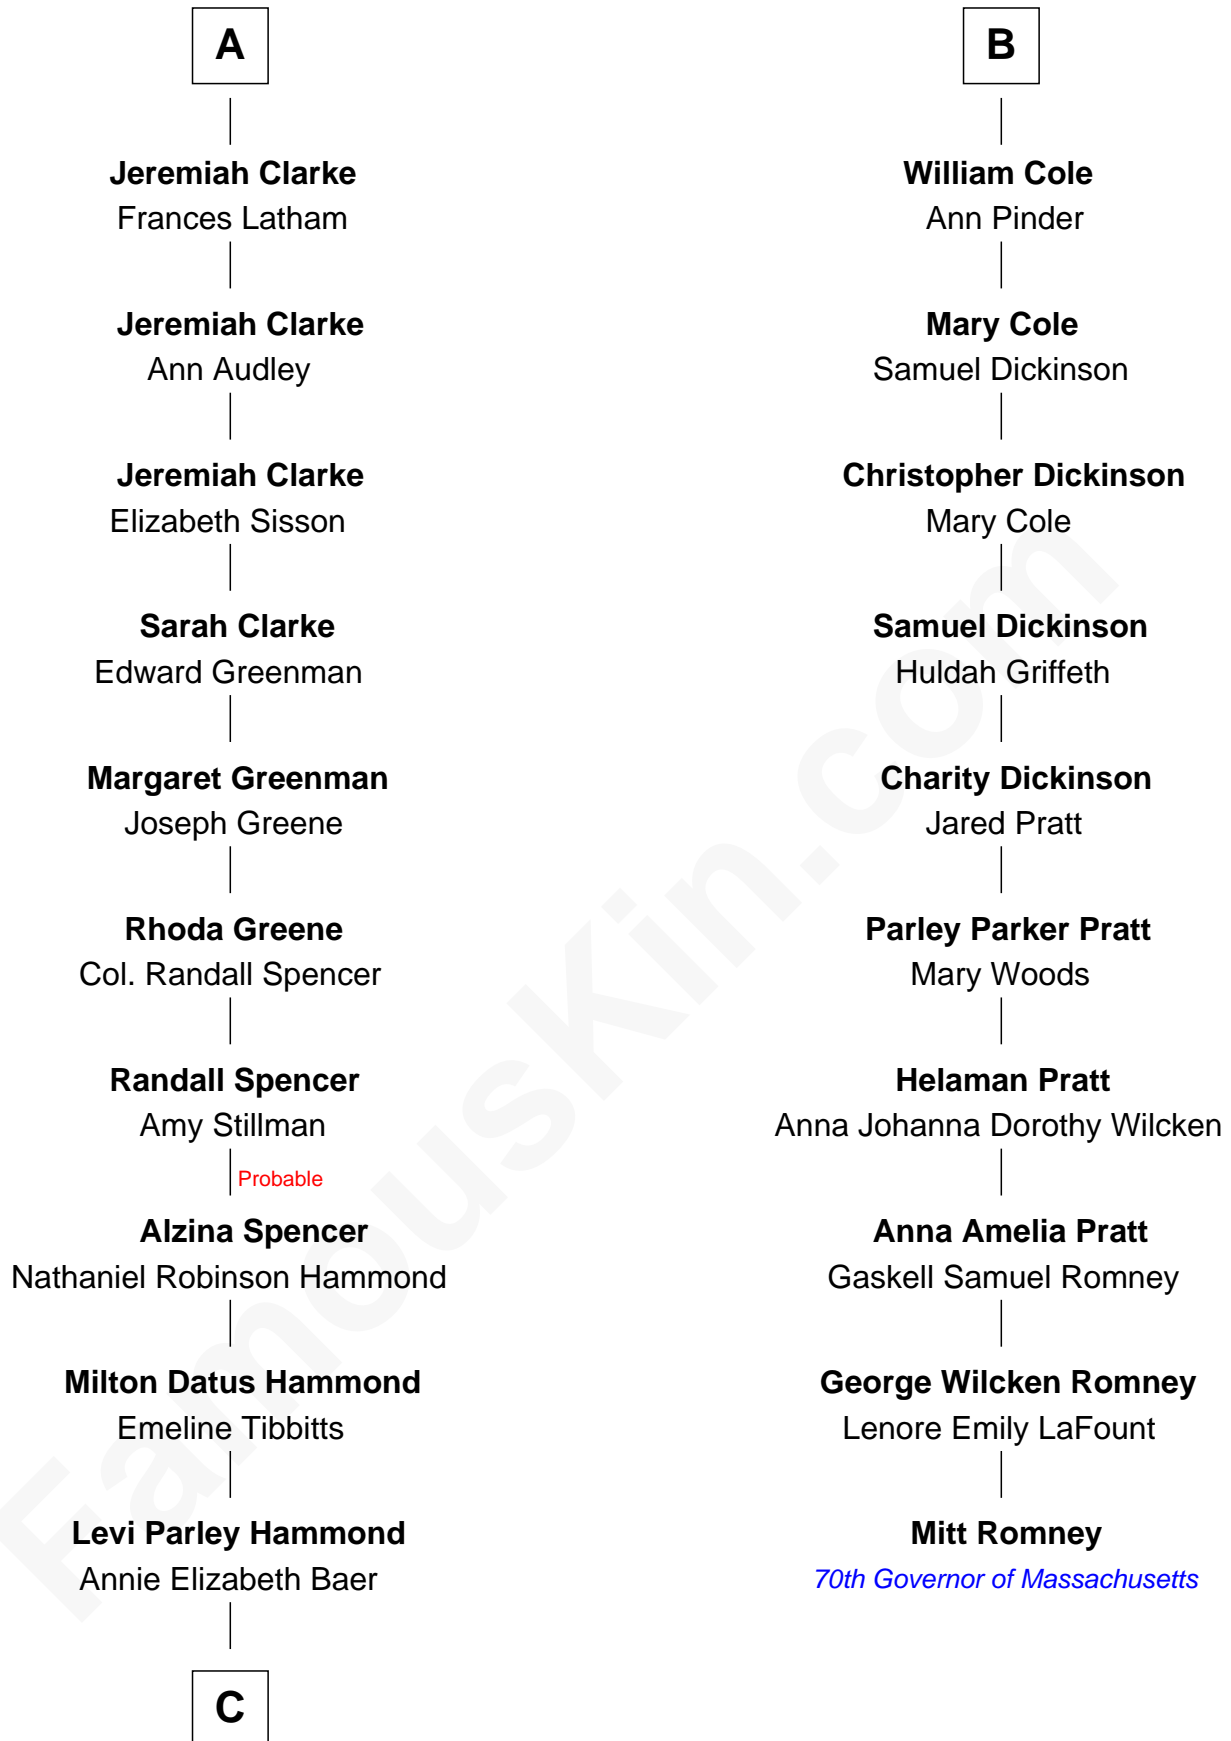 A
Jeremiah Clarke
Frances Latham
Jeremiah Clarke
Ann Audley
Jeremiah Clarke
Elizabeth Sisson
Sarah Clarke
Edward Greenman
Margaret Greenman
Joseph Greene
Rhoda Greene
Col. Randall Spencer
Randall Spencer
Amy Stillman
Probable
Alzina Spencer
Nathaniel Robinson Hammond
Milton Datus Hammond
Emeline Tibbitts
Levi Parley Hammond
Annie Elizabeth Baer
C
B
William Cole
Ann Pinder
Mary Cole
Samuel Dickinson
Christopher Dickinson
Mary Cole
Samuel Dickinson
Huldah Griffeth
Charity Dickinson
Jared Pratt
Parley Parker Pratt
Mary Woods
Helaman Pratt
Anna Johanna Dorothy Wilcken
Anna Amelia Pratt
Gaskell Samuel Romney
George Wilcken Romney
Lenore Emily LaFount
Mitt Romney
70th Governor of Massachusetts
FamousKin.com